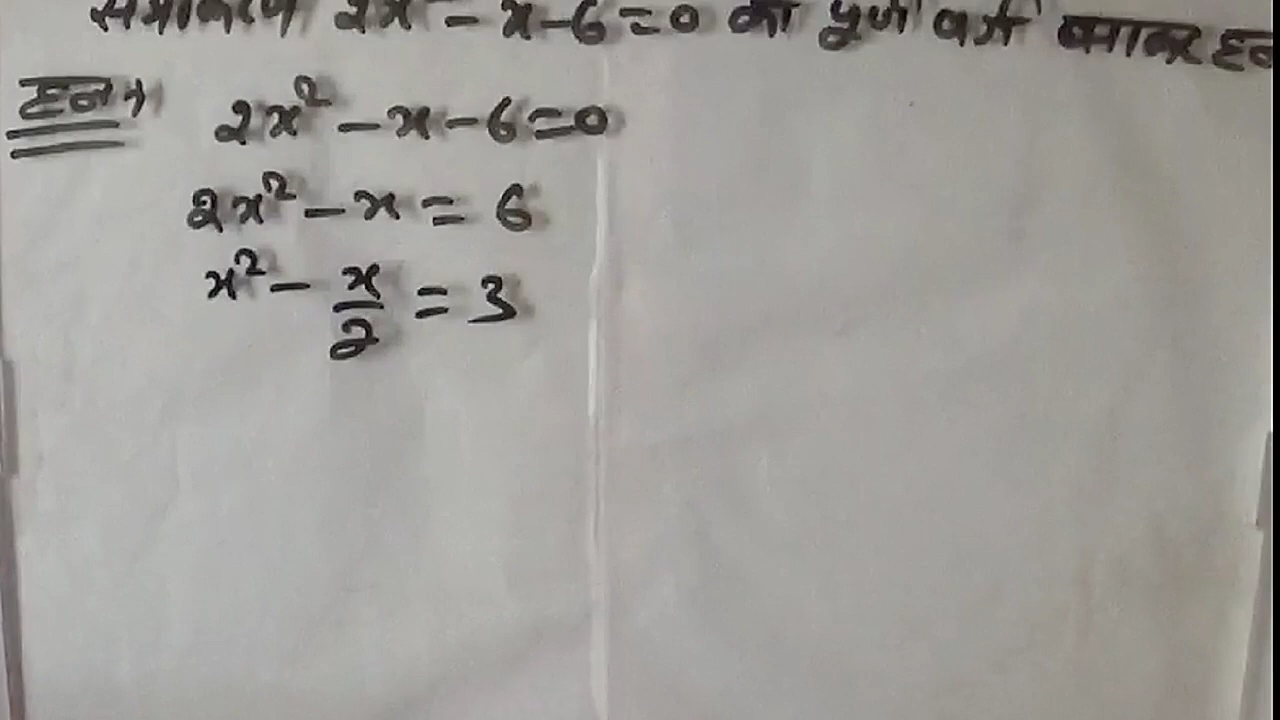 समीकरण 2x² - x - 6 = 0 को पूर्ण वर्ग बनाकर हल
हल→ 2x² - x - 6 = 0
2x² - x = 6
x² - x/2 = 3